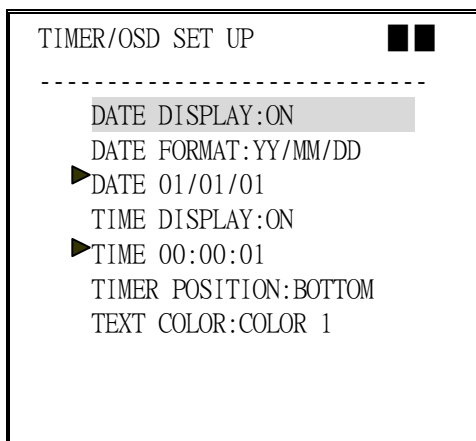 TIMER/OSD SET UP
----------------------------
DATE DISPLAY:ON
DATE FORMAT:YY/MM/DD
DATE 01/01/01
TIME DISPLAY:ON
TIME 00:00:01
TIMER POSITION:BOTTOM
TEXT COLOR:COLOR 1